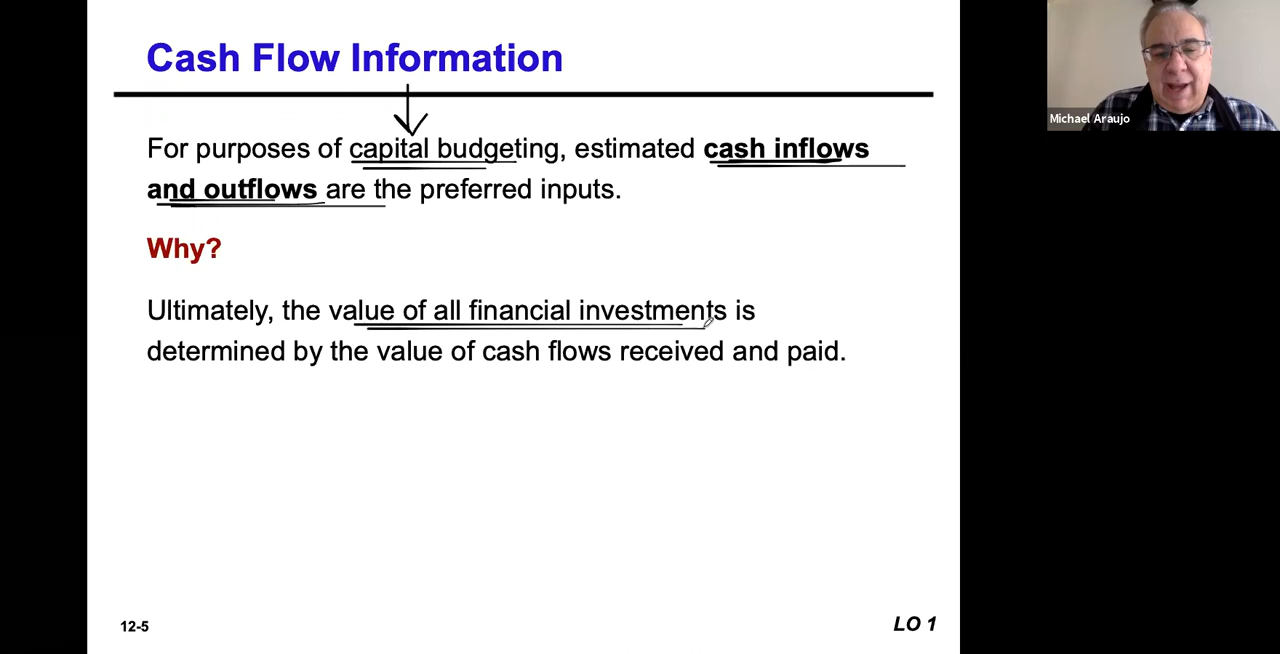 Cash Flow Information
For purposes of capital budgeting, estimated cash inflows
and outflows are the preferred inputs.
Why?
Ultimately, the value of all financial investments is
determined by the value of cash flows received and paid.
12-5
LO 1
Michael Araujo